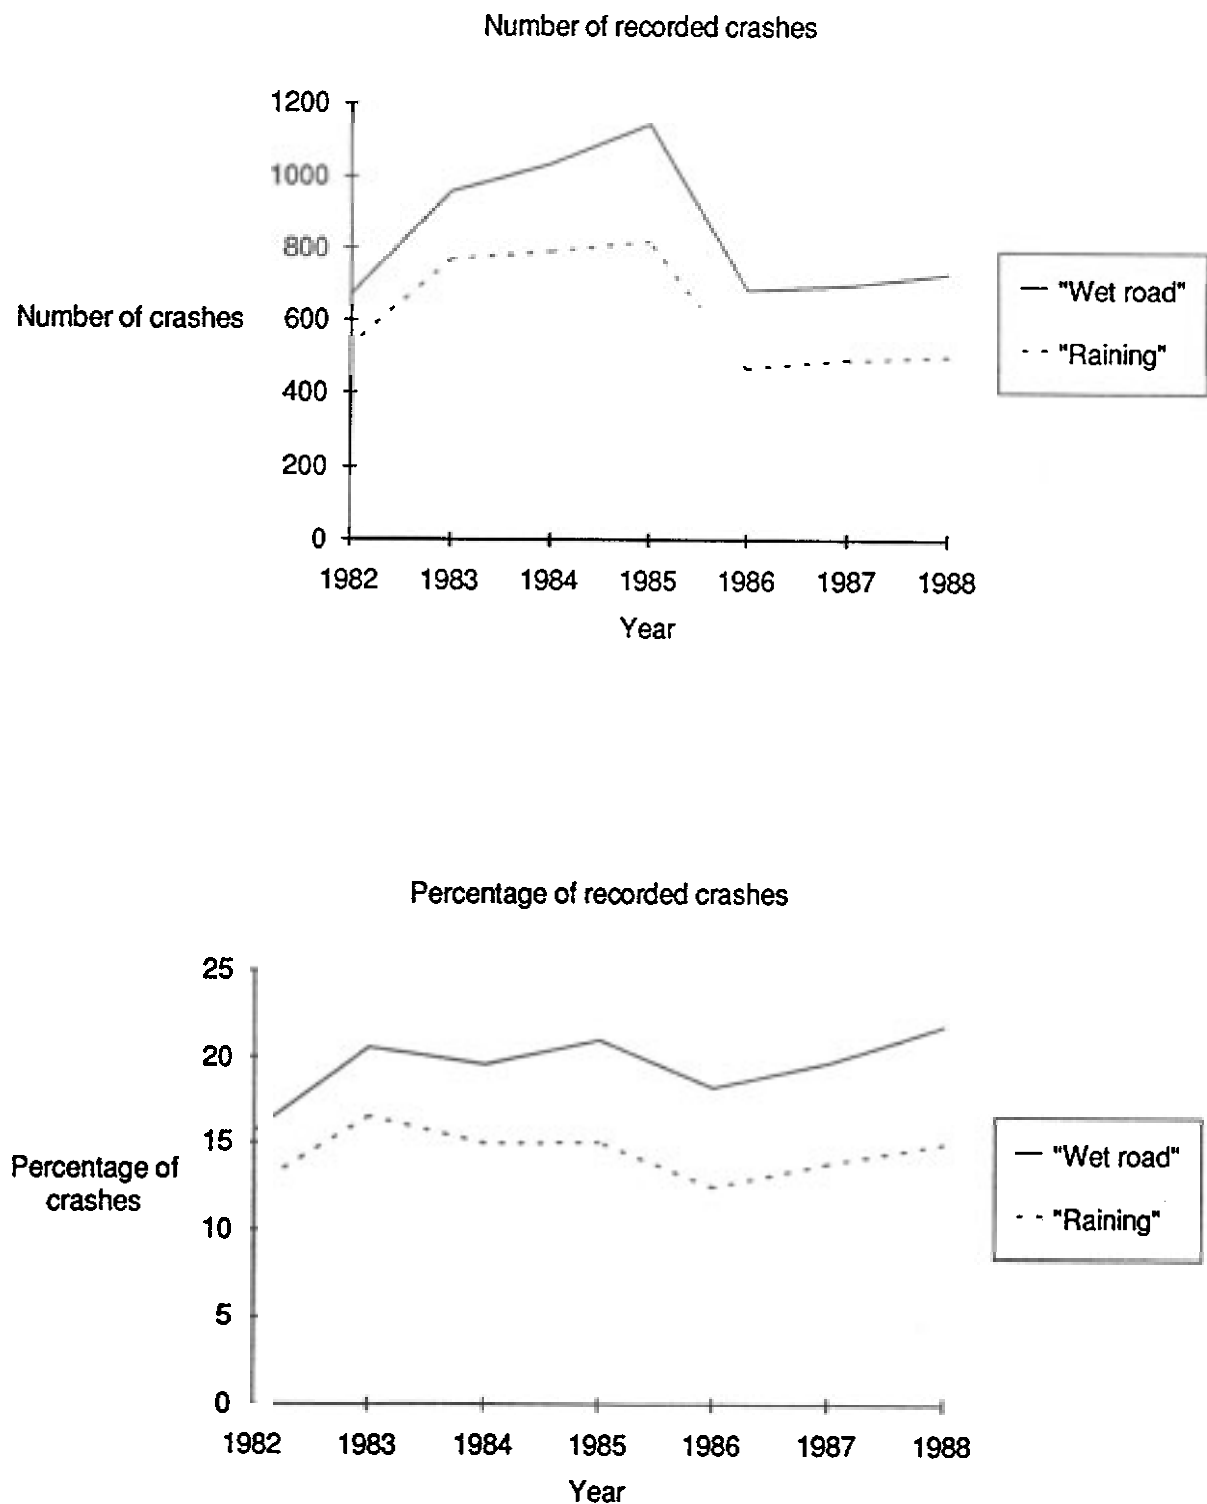 Number of recorded crashes
1200
1000
800
600
400
200
0
Number of crashes
1982 1983 1984 1985 1986 1987 1988
Year
"Wet road"
"Raining"
Percentage of recorded crashes
25
20
15
10
5
0
Percentage of
crashes
1982 1983 1984 1985 1986 1987 1988
Year
"Wet road"
"Raining"